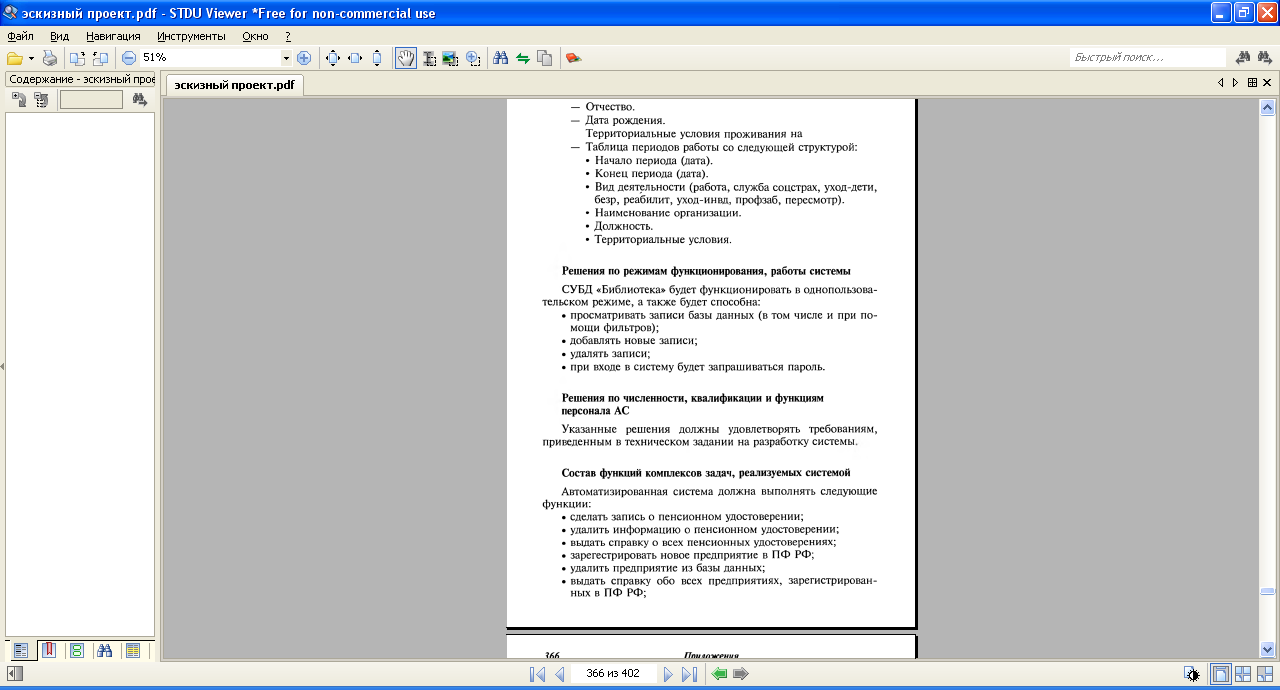 эскизный проект.pdf - STDU Viewer *Free for non-commercial use
Файл Вид Навигация Инструменты Окно ?
51%
Быстрый поиск...
Содержание - эскизный прое
эскизный проект.pdf
— Отчество.
— Дата рождения.
Территориальные условия проживания на
— Таблица периодов работы со следующей структурой:
• Начало периода (дата).
• Конец периода (дата).
• Вид деятельности (работа, служба соцстрах, уход-дети,
безр, реабилит, уход-инвд, профзаб, пересмотр).
• Наименование организации.
• Должность.
• Территориальные условия.
Решения по режимам функционирования, работы системы
СУБД «Библиотека» будет функционировать в однопользова-
тельском режиме, а также будет способна:
• просматривать записи базы данных (в том числе и при по-
мощи фильтров);
• добавлять новые записи;
• удалять записи;
• при входе в систему будет запрашиваться пароль.
Решения по численности, квалификации и функциям
персонала АС
Указанные решения должны удовлетворять требованиям,
приведенным в техническом задании на разработку системы.
Состав функций комплексов задач, реализуемых системой
Автоматизированная система должна выполнять следующие
функции:
• сделать запись о пенсионном удостоверении;
• удалить информацию о пенсионном удостоверении;
• выдать справку о всех пенсионных удостоверениях;
• зарегестрировать новое предприятие в ПФ РФ;
• удалить предприятие из базы данных;
• выдать справку обо всех предприятиях, зарегистрирован-
ных в ПФ РФ;
366 Приложения
366 из 402